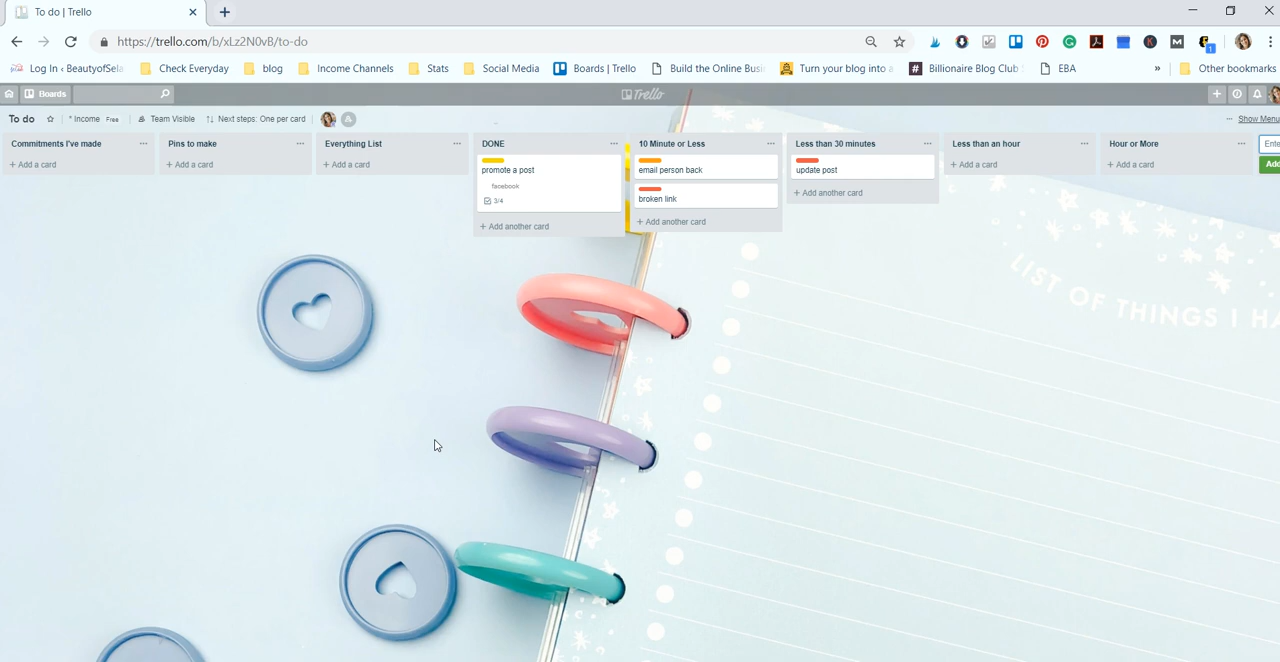 To do | Trello
https://trello.com/b/xLz2N0vB/to-do
Log In ‹ BeautyofSela
Check Everyday
blog
Income Channels
Stats
Social Media
Boards | Trello
Build the Online Busi
Turn your blog into a
Billionaire Blog Club
EBA
»
Other bookmarks
Boards
Trello
To do
* Income Free
Team Visible
Next steps: One per card
A
... Show Menu
Commitments I've made
+ Add a card
Pins to make
+ Add a card
Everything List
+ Add a card
DONE
promote a post
facebook
3/4
+ Add another card
10 Minute or Less
email person back
broken link
+ Add another card
Less than 30 minutes
update post
+ Add another card
Less than an hour
+ Add a card
Hour or More
+ Add a card
Ente
Add
LIST OF THINGS I HA